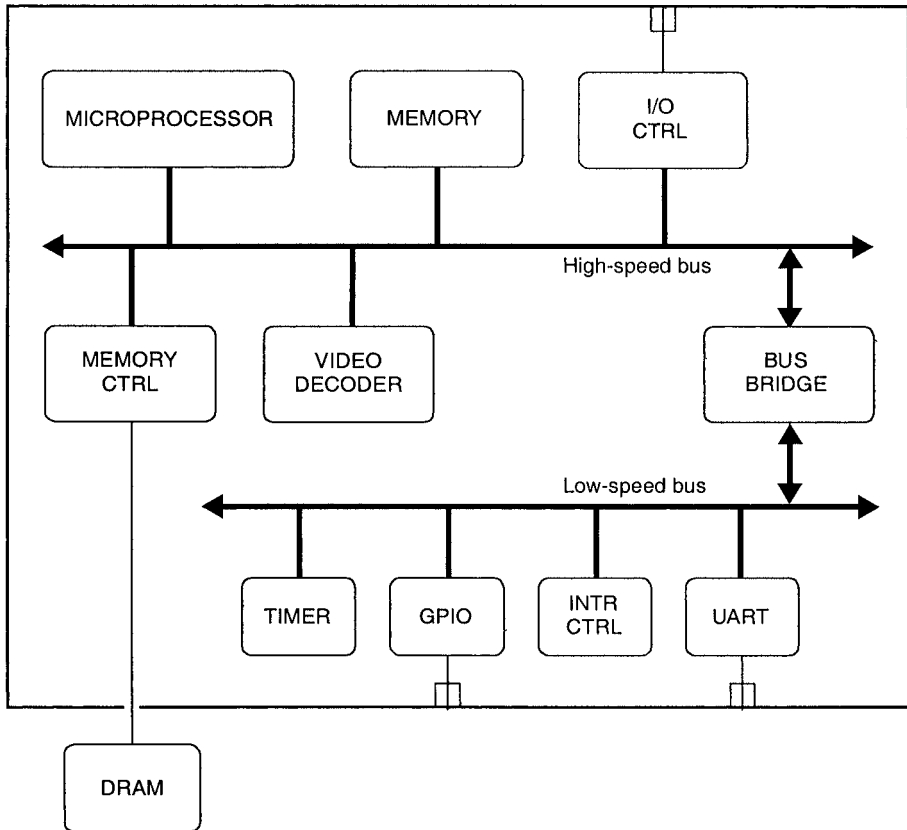 MICROPROCESSOR
MEMORY
I/O
CTRL
High-speed bus
MEMORY
CTRL
VIDEO
DECODER
BUS
BRIDGE
Low-speed bus
TIMER
GPIO
INTR
CTRL
UART
DRAM